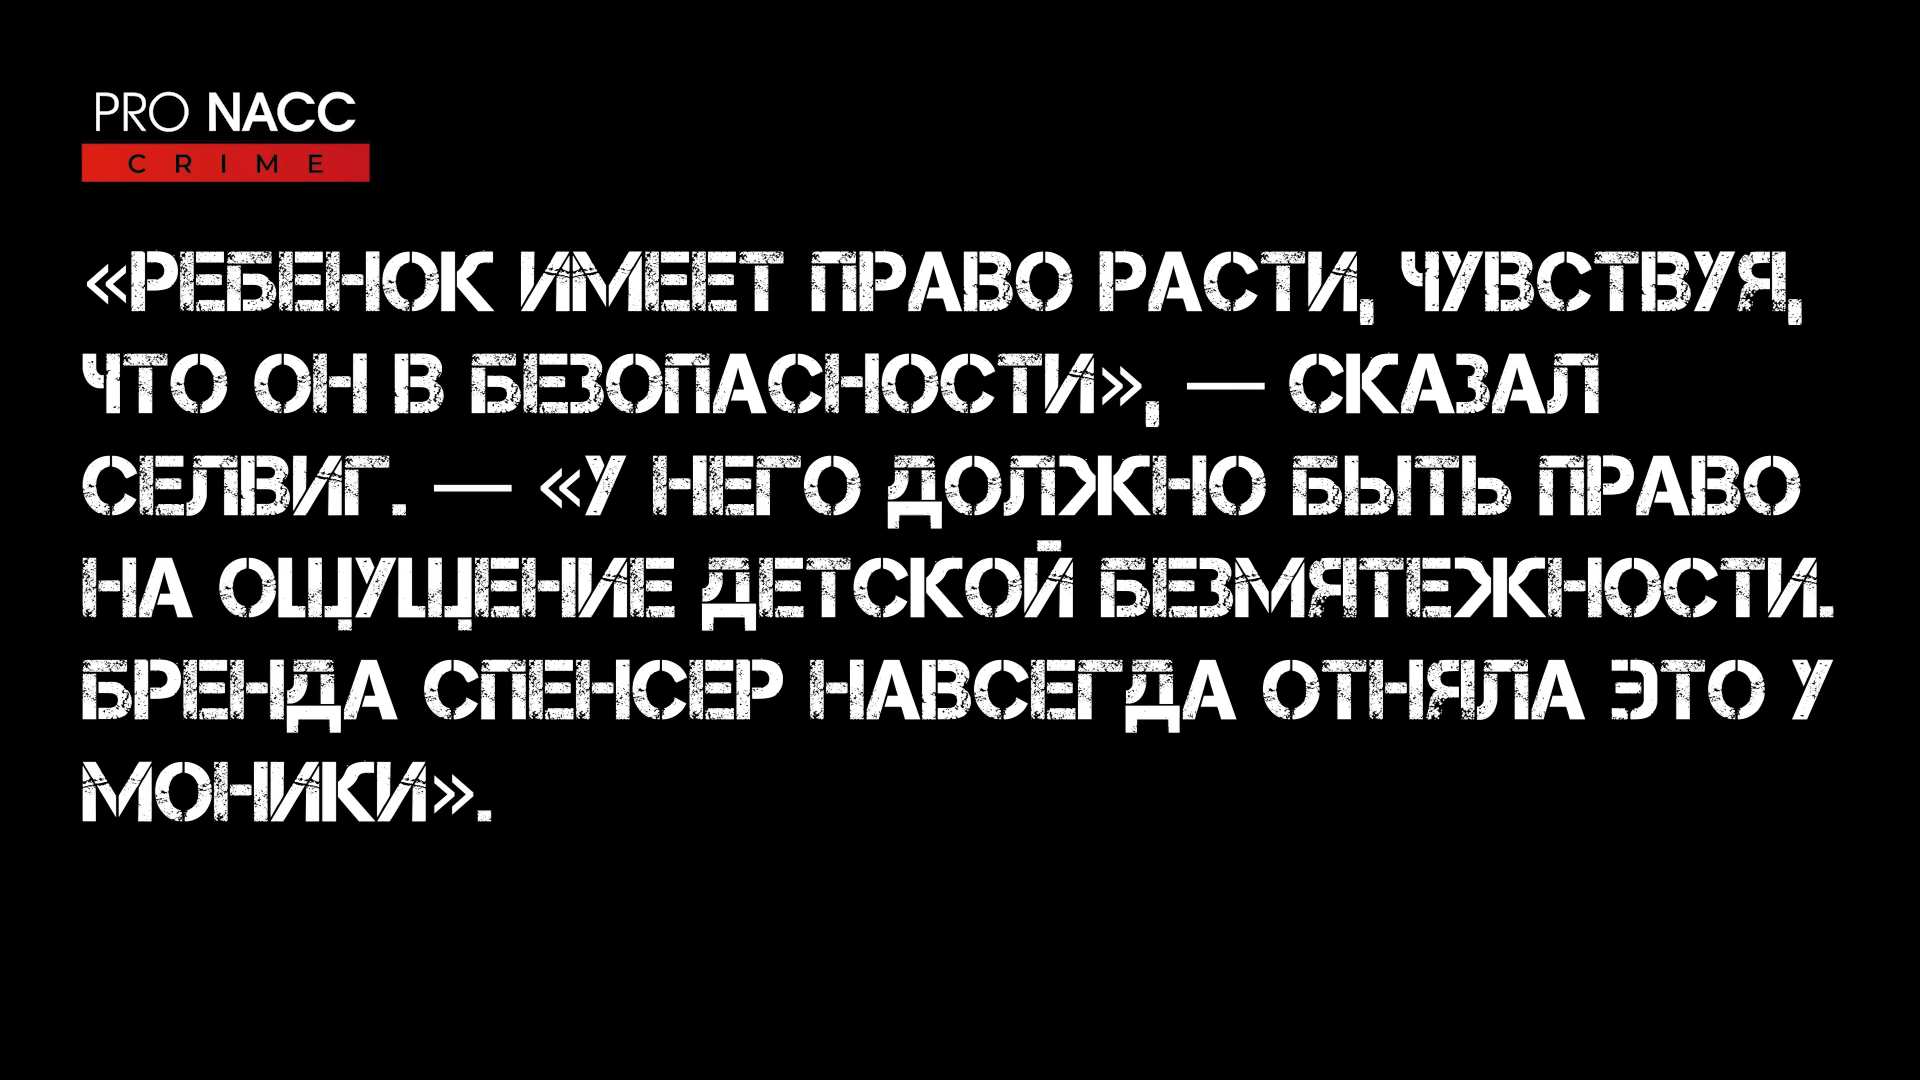 PRO NACC
CRIME
«РЕБЕНОК ИМЕЕТ ПРАВО РАСТИ, ЧУВСТВУЯ,
ЧТО ОН В БЕЗОПАСНОСТИ», — СКАЗАЛ
СЕЛВИГ. — «У НЕГО ДОЛЖНО БЫТЬ ПРАВО
НА ОЩУЩЕНИЕ ДЕТСКОЙ БЕЗМЯТЕЖНОСТИ.
БРЕНДА СПЕНСЕР НАВСЕГДА ОТНЯЛА ЭТО У
МОНИКИ».